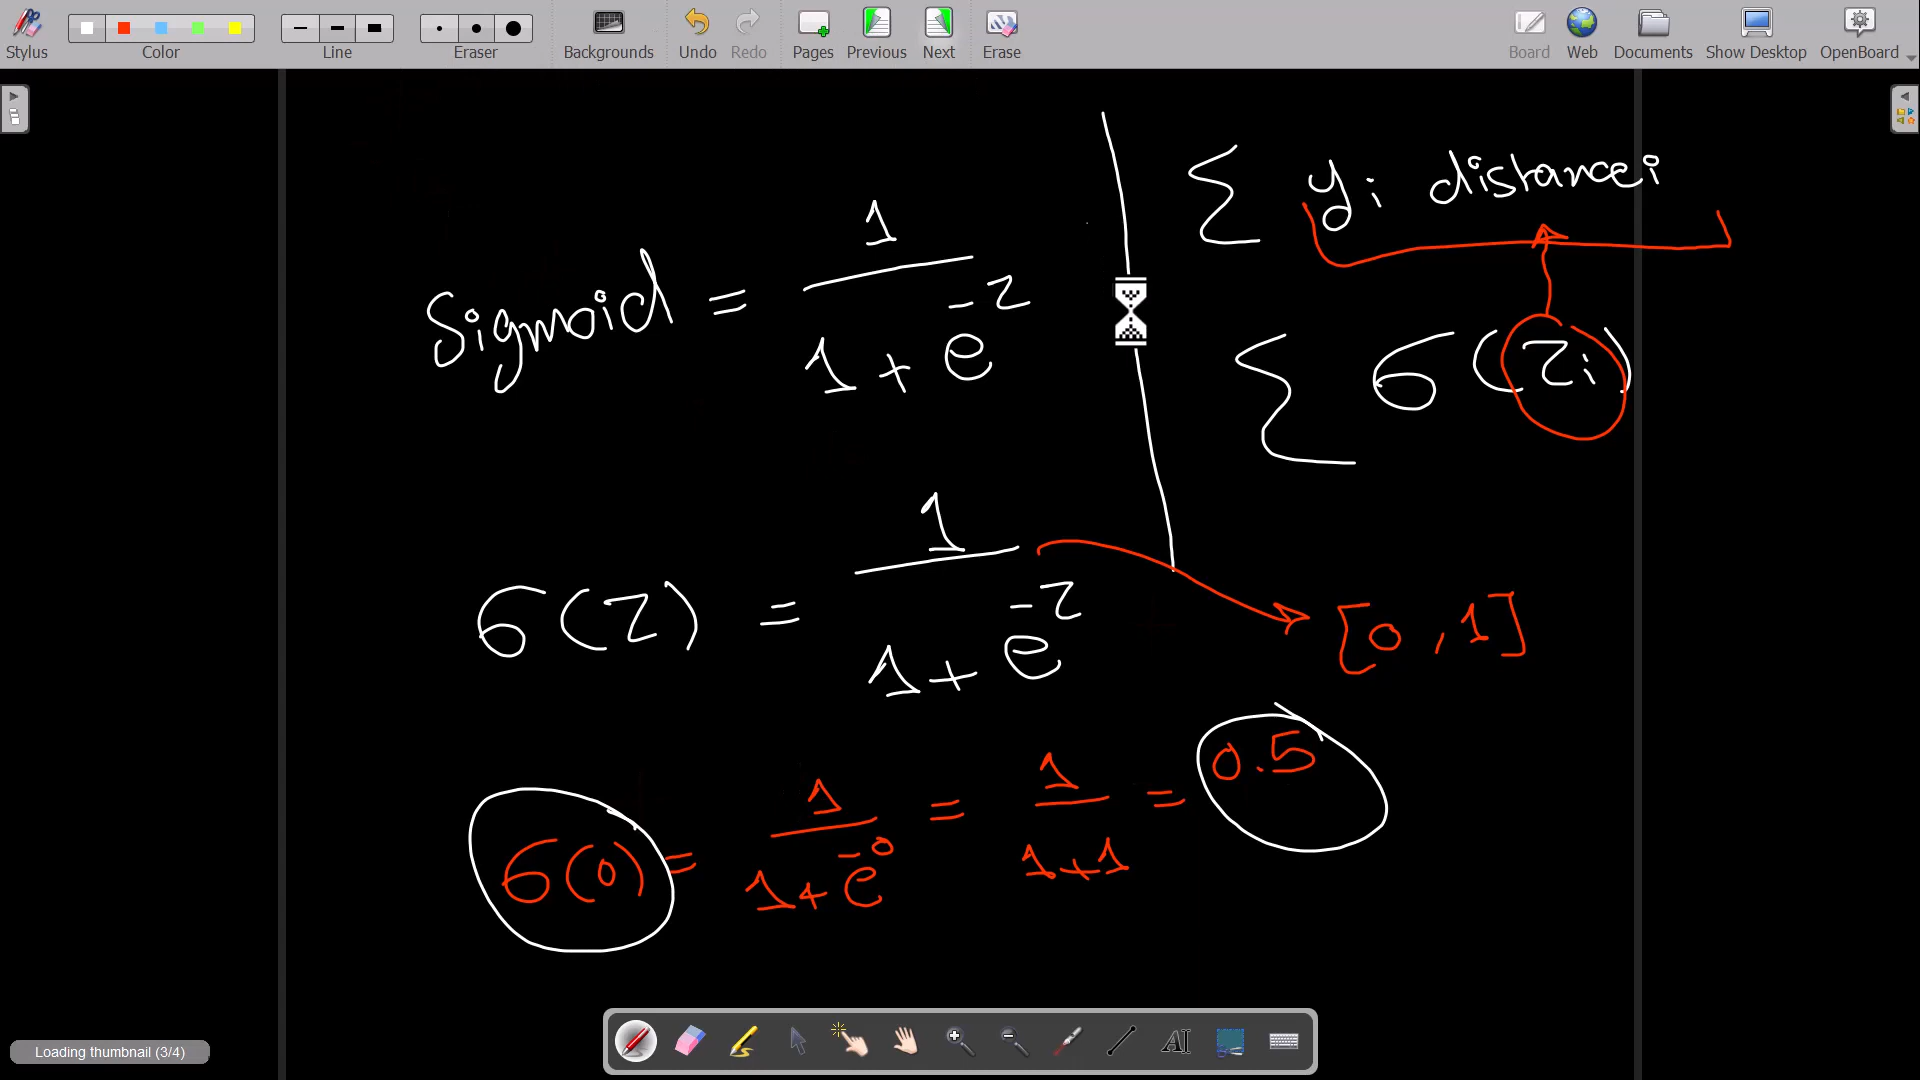 Stylus Color Line Eraser Backgrounds Undo Redo Pages Previous Next Erase Board Web Documents Show Desktop OpenBoard
Sigmoid = 1 / (1 + e^-z)
Σ yi distancei
Σ σ(zi)
σ(z) = 1 / (1 + e^-z)
[0, 1]
σ(0) = 1 / (1 + e^-0) = 1 / (1+1) = 0.5
AI
Loading thumbnail (3/4)